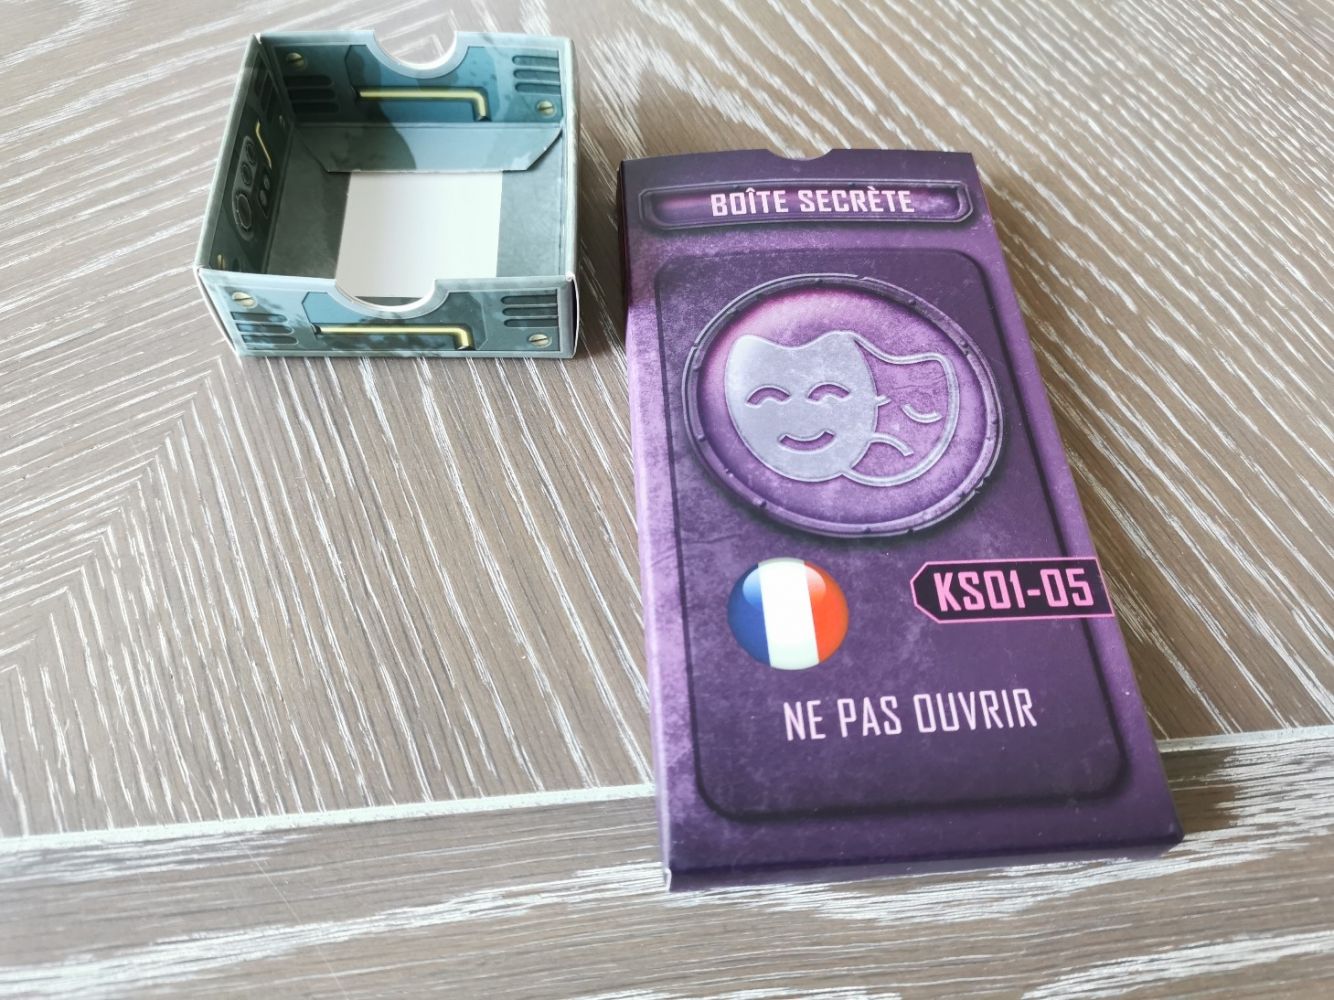 BOÎTE SECRÈTE
KS01-05
NE PAS OUVRIR